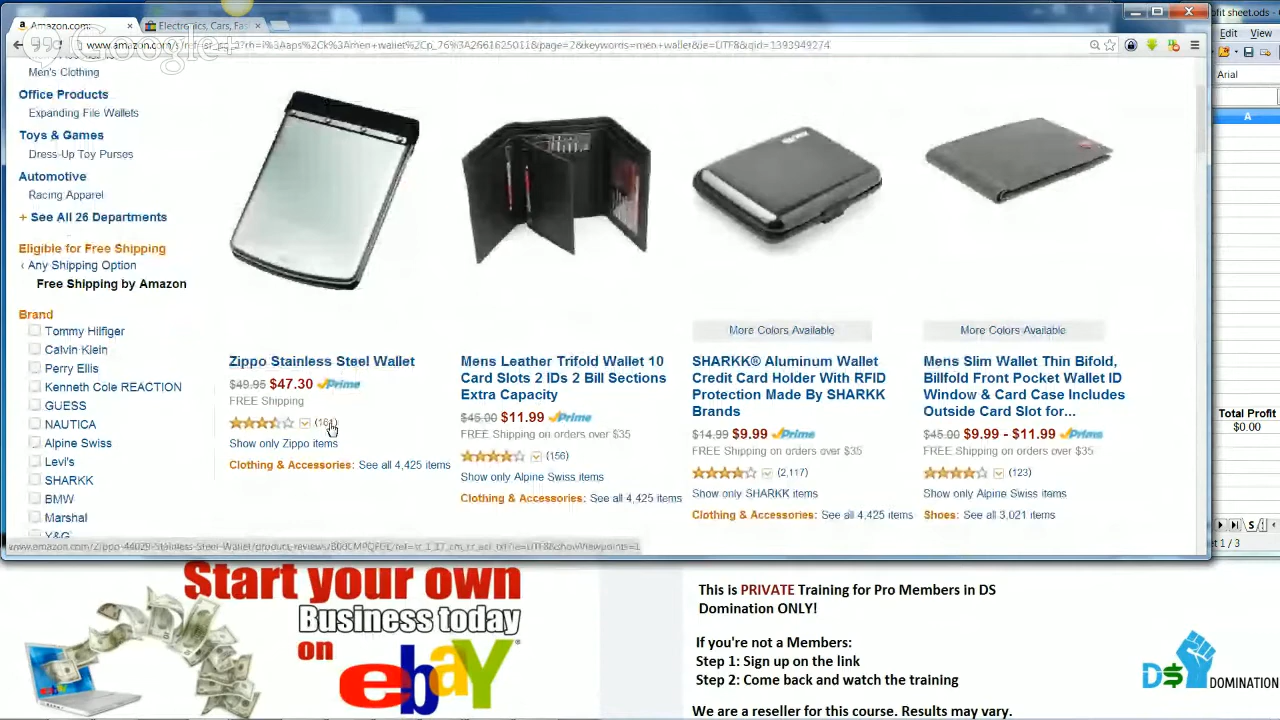 Amazon.com:
Electronics, Cars, Fas
ofit sheet.ods -
Edit View
Google+
Arial
A
Men's Clothing
Office Products
Expanding File Wallets
Toys & Games
Dress-Up Toy Purses
Automotive
Racing Apparel
+ See All 26 Departments
Eligible for Free Shipping
‹ Any Shipping Option
Free Shipping by Amazon
Brand
Tommy Hilfiger
Calvin Klein
Perry Ellis
Kenneth Cole REACTION
GUESS
NAUTICA
Alpine Swiss
Levi's
SHARKK
BMW
Marshal
Y&G
Zippo Stainless Steel Wallet
$49.95 $47.30 Prime
FREE Shipping
Show only Zippo items
Clothing & Accessories: See all 4,425 items
Mens Leather Trifold Wallet 10
Card Slots 2 IDs 2 Bill Sections
Extra Capacity
$45.00 $11.99 Prime
FREE Shipping on orders over $35
(156)
Show only Alpine Swiss items
Clothing & Accessories: See all 4,425 items
More Colors Available
SHARKK® Aluminum Wallet
Credit Card Holder With RFID
Protection Made By SHARKK
Brands
$14.99 $9.99 Prime
FREE Shipping on orders over $35
(2,117)
Show only SHARKK items
Clothing & Accessories: See all 4,425 items
More Colors Available
Mens Slim Wallet Thin Bifold,
Billfold Front Pocket Wallet ID
Window & Card Case Includes
Outside Card Slot for...
$45.00 $9.99 - $11.99 Prime
FREE Shipping on orders over $35
(123)
Show only Alpine Swiss items
Shoes: See all 3,021 items
Total Profit
$0.00
et 1 / 3
Start your own
Business today
on
ebay
This is PRIVATE Training for Pro Members in DS
Domination ONLY!
If you're not a Members:
Step 1: Sign up on the link
Step 2: Come back and watch the training
We are a reseller for this course. Results may vary.
D$ DOMINATION